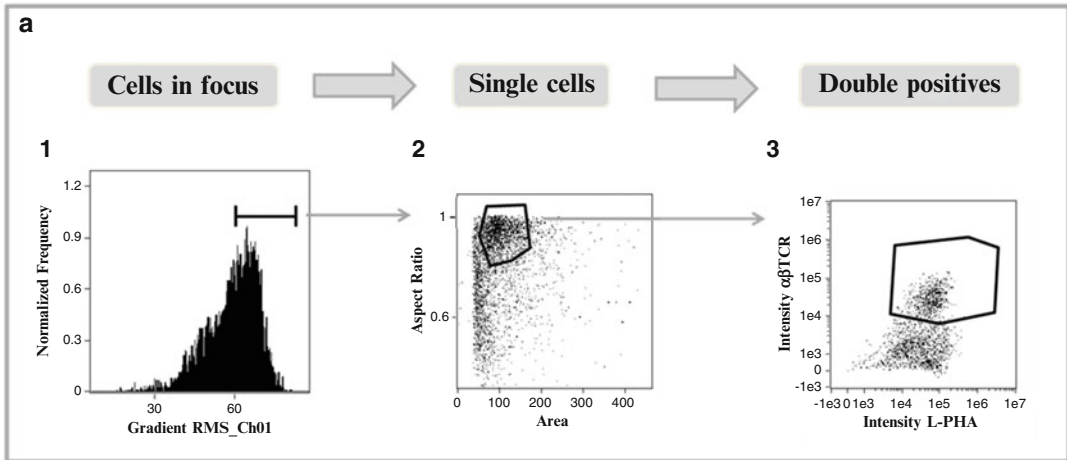 a
Cells in focus
Single cells
Double positives
1
1.2
0.9
0.6
0.3
0
Normalized Frequency
30
60
Gradient RMS_Ch01
2
1
0.6
Aspect Ratio
0
100
200
300
400
Area
3
1e7
1e6
1e5
1e4
1e3
0
-1e3
Intensity αβTCR
-1e3
0
1e3
1e4
1e5
1e6
1e7
Intensity L-PHA